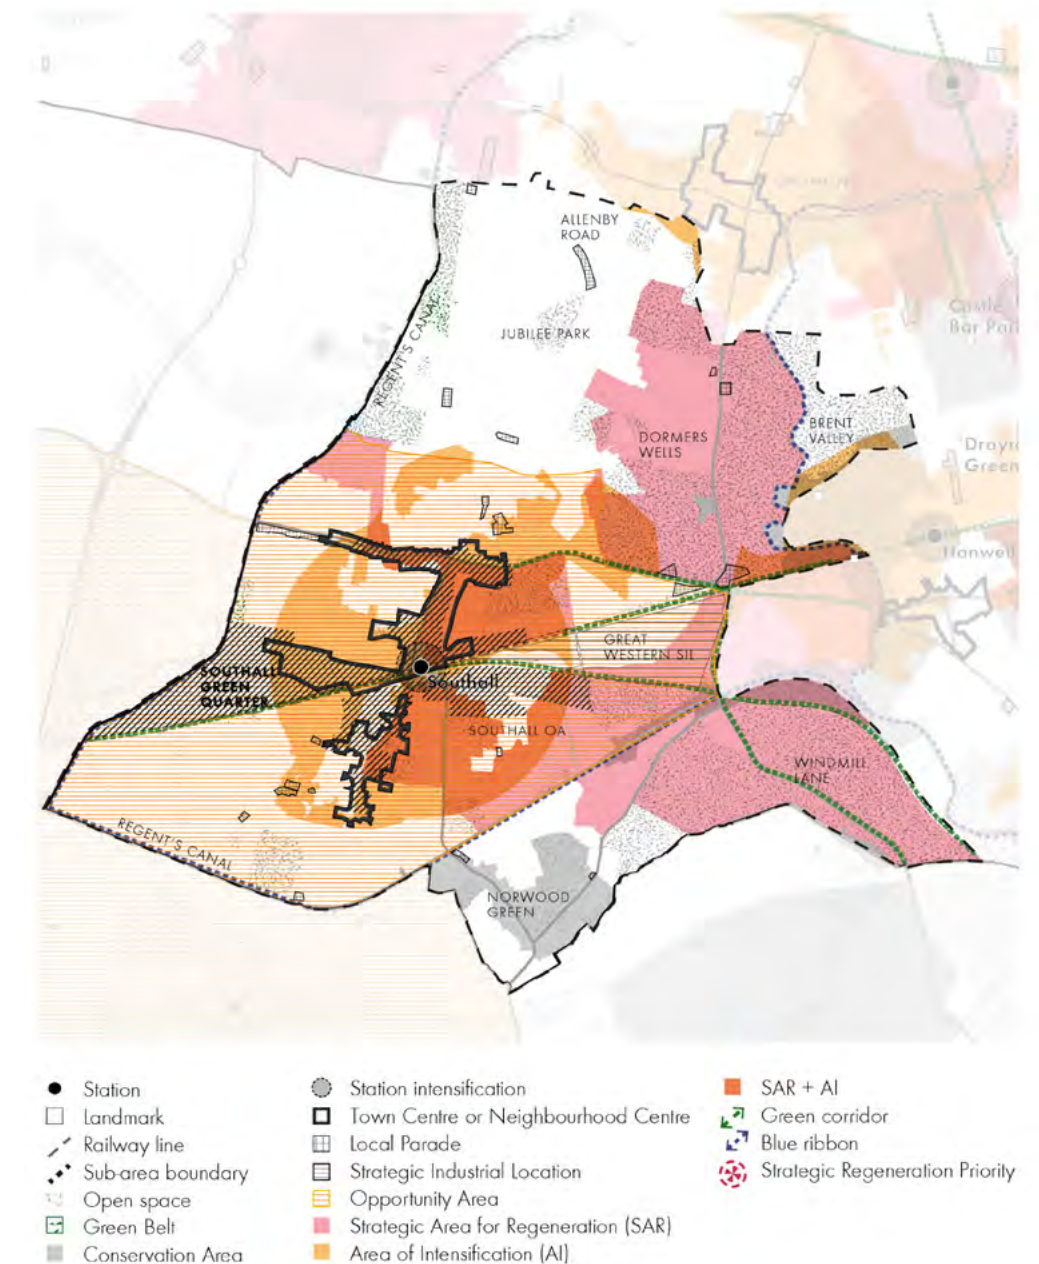 ALLENBY
ROAD
REGENT'S CANAL
JUBILEE PARK
Castle
Bar Park
DORMERS
WELLS
BRENT
VALLEY
Drayton
Green
Hanwell
GREAT
WESTERN SIL
SOUTHALL
GREEN
QUARTER
Southall
SOUTHALL OA
WINDMILL
LANE
REGENT'S CANAL
NORWOOD
GREEN
Station
Landmark
Railway line
Sub-area boundary
Open space
Green Belt
Conservation Area
Station intensification
Town Centre or Neighbourhood Centre
Local Parade
Strategic Industrial Location
Opportunity Area
Strategic Area for Regeneration (SAR)
Area of Intensification (AI)
SAR + AI
Green corridor
Blue ribbon
Strategic Regeneration Priority